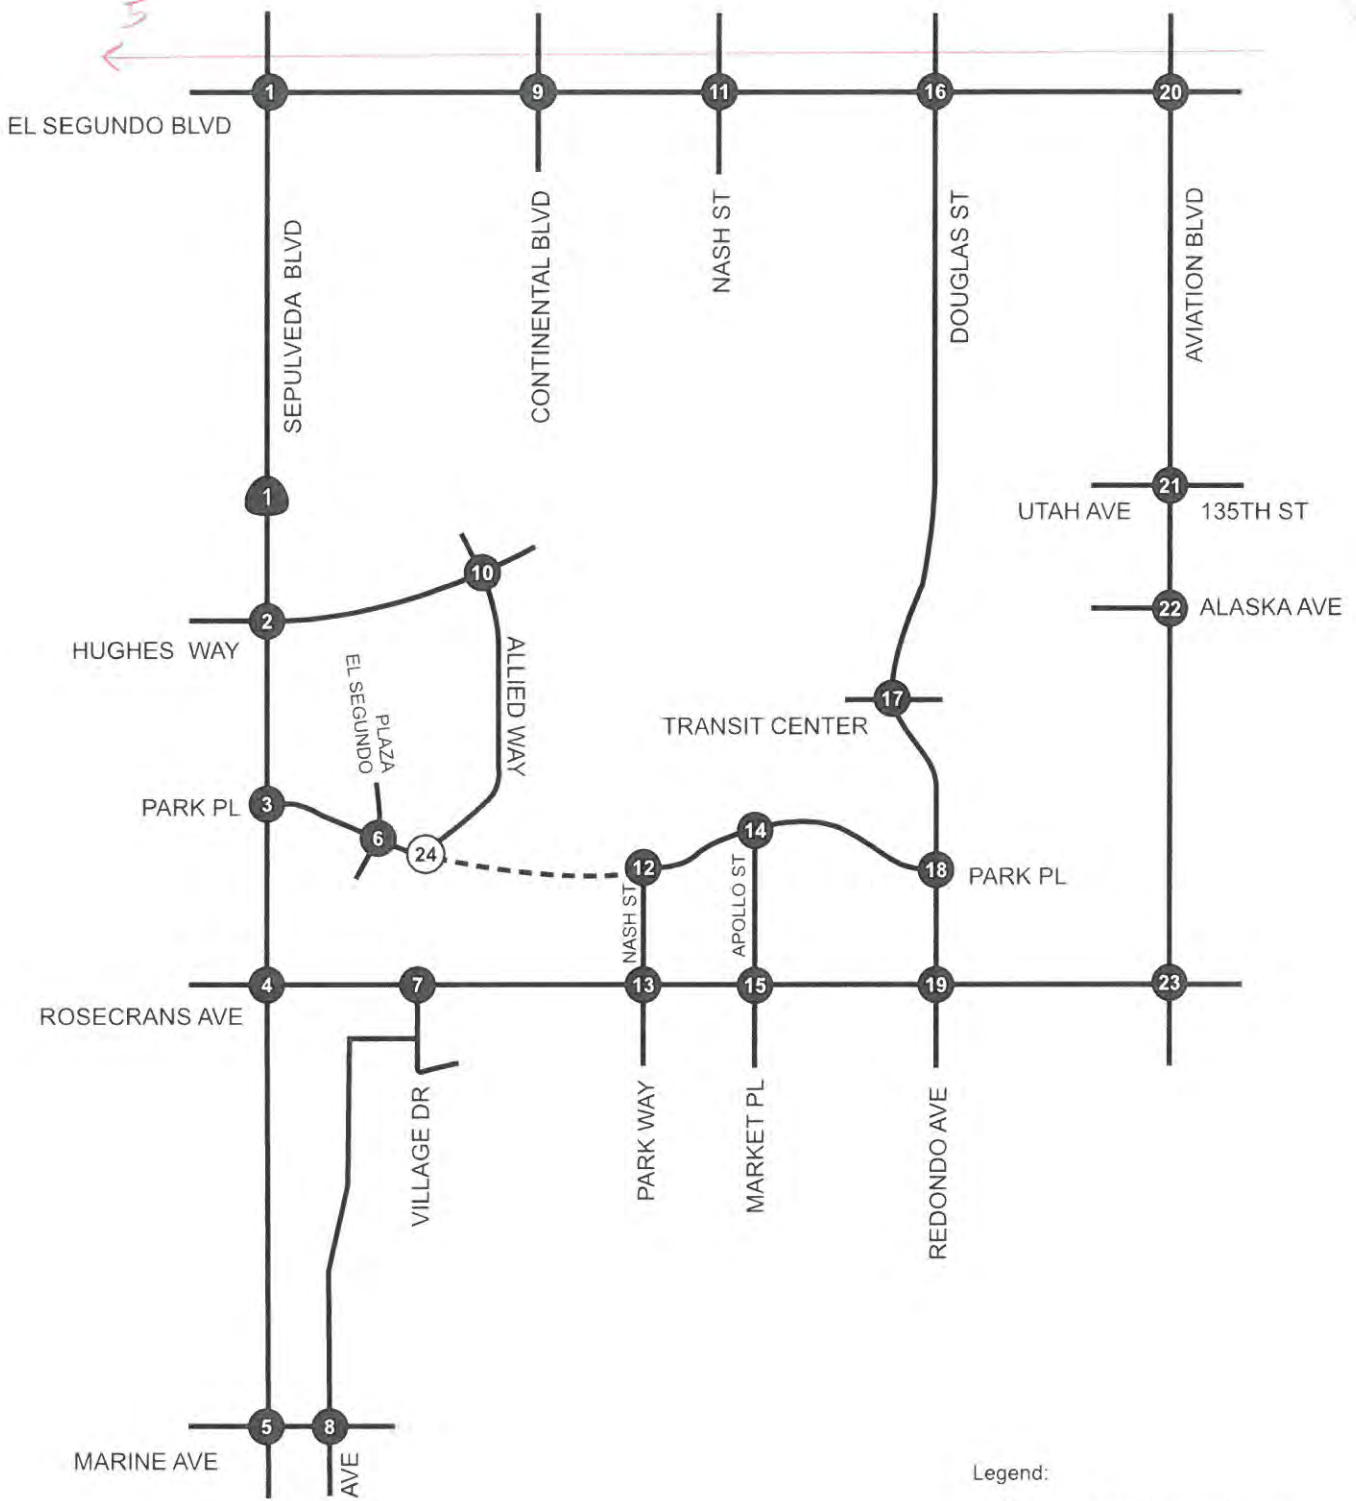 5
1
9
11
16
20
EL SEGUNDO BLVD
SEPULVEDA BLVD
CONTINENTAL BLVD
NASH ST
DOUGLAS ST
AVIATION BLVD
1
21
UTAH AVE
135TH ST
10
2
HUGHES WAY
22
ALASKA AVE
ALLIED WAY
PLAZA
EL SEGUNDO
17
TRANSIT CENTER
3
PARK PL
6
24
12
14
18
PARK PL
NASH ST
APOLLO ST
4
7
13
15
19
23
ROSECRANS AVE
VILLAGE DR
PARK WAY
MARKET PL
REDONDO AVE
5
8
MARINE AVE
AVE
Legend: